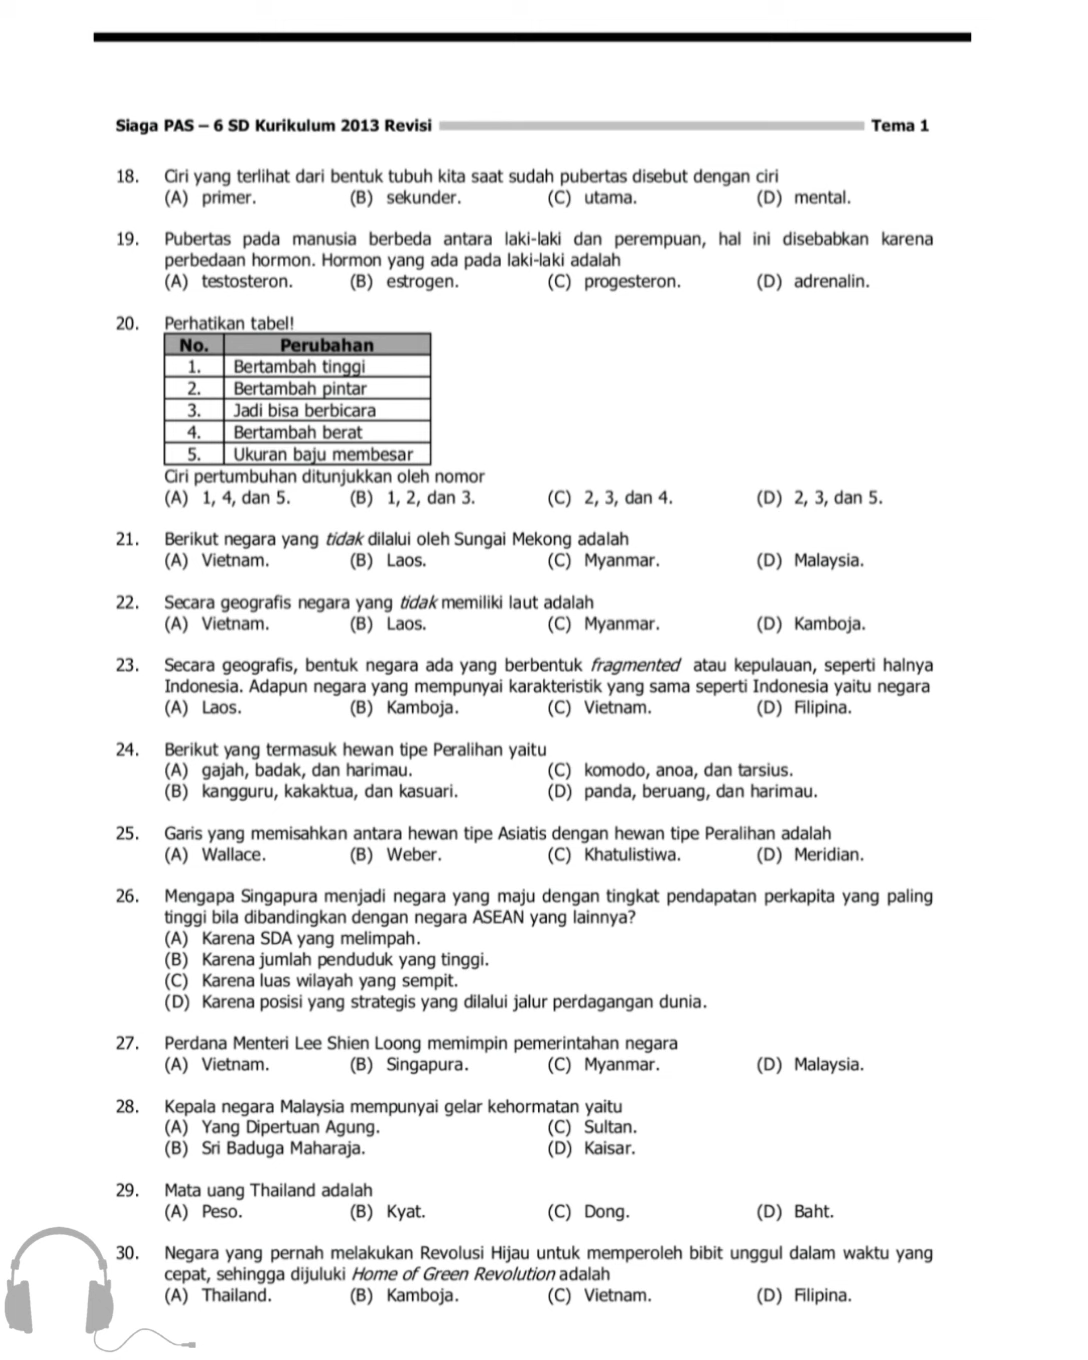 Siaga PAS – 6 SD Kurikulum 2013 Revisi Tema 1
18. Ciri yang terlihat dari bentuk tubuh kita saat sudah pubertas disebut dengan ciri
(A) primer. (B) sekunder. (C) utama. (D) mental.
19. Pubertas pada manusia berbeda antara laki-laki dan perempuan, hal ini disebabkan karena
perbedaan hormon. Hormon yang ada pada laki-laki adalah
(A) testosteron. (B) estrogen. (C) progesteron. (D) adrenalin.
20. Perhatikan tabel!
No. Perubahan
1. Bertambah tinggi
2. Bertambah pintar
3. Jadi bisa berbicara
4. Bertambah berat
5. Ukuran baju membesar
Ciri pertumbuhan ditunjukkan oleh nomor
(A) 1, 4, dan 5. (B) 1, 2, dan 3. (C) 2, 3, dan 4. (D) 2, 3, dan 5.
21. Berikut negara yang tidak dilalui oleh Sungai Mekong adalah
(A) Vietnam. (B) Laos. (C) Myanmar. (D) Malaysia.
22. Secara geografis negara yang tidak memiliki laut adalah
(A) Vietnam. (B) Laos. (C) Myanmar. (D) Kamboja.
23. Secara geografis, bentuk negara ada yang berbentuk fragmented atau kepulauan, seperti halnya
Indonesia. Adapun negara yang mempunyai karakteristik yang sama seperti Indonesia yaitu negara
(A) Laos. (B) Kamboja. (C) Vietnam. (D) Filipina.
24. Berikut yang termasuk hewan tipe Peralihan yaitu
(A) gajah, badak, dan harimau. (C) komodo, anoa, dan tarsius.
(B) kangguru, kakaktua, dan kasuari. (D) panda, beruang, dan harimau.
25. Garis yang memisahkan antara hewan tipe Asiatis dengan hewan tipe Peralihan adalah
(A) Wallace. (B) Weber. (C) Khatulistiwa. (D) Meridian.
26. Mengapa Singapura menjadi negara yang maju dengan tingkat pendapatan perkapita yang paling
tinggi bila dibandingkan dengan negara ASEAN yang lainnya?
(A) Karena SDA yang melimpah.
(B) Karena jumlah penduduk yang tinggi.
(C) Karena luas wilayah yang sempit.
(D) Karena posisi yang strategis yang dilalui jalur perdagangan dunia.
27. Perdana Menteri Lee Shien Loong memimpin pemerintahan negara
(A) Vietnam. (B) Singapura. (C) Myanmar. (D) Malaysia.
28. Kepala negara Malaysia mempunyai gelar kehormatan yaitu
(A) Yang Dipertuan Agung. (C) Sultan.
(B) Sri Baduga Maharaja. (D) Kaisar.
29. Mata uang Thailand adalah
(A) Peso. (B) Kyat. (C) Dong. (D) Baht.
30. Negara yang pernah melakukan Revolusi Hijau untuk memperoleh bibit unggul dalam waktu yang
cepat, sehingga dijuluki Home of Green Revolution adalah
(A) Thailand. (B) Kamboja. (C) Vietnam. (D) Filipina.